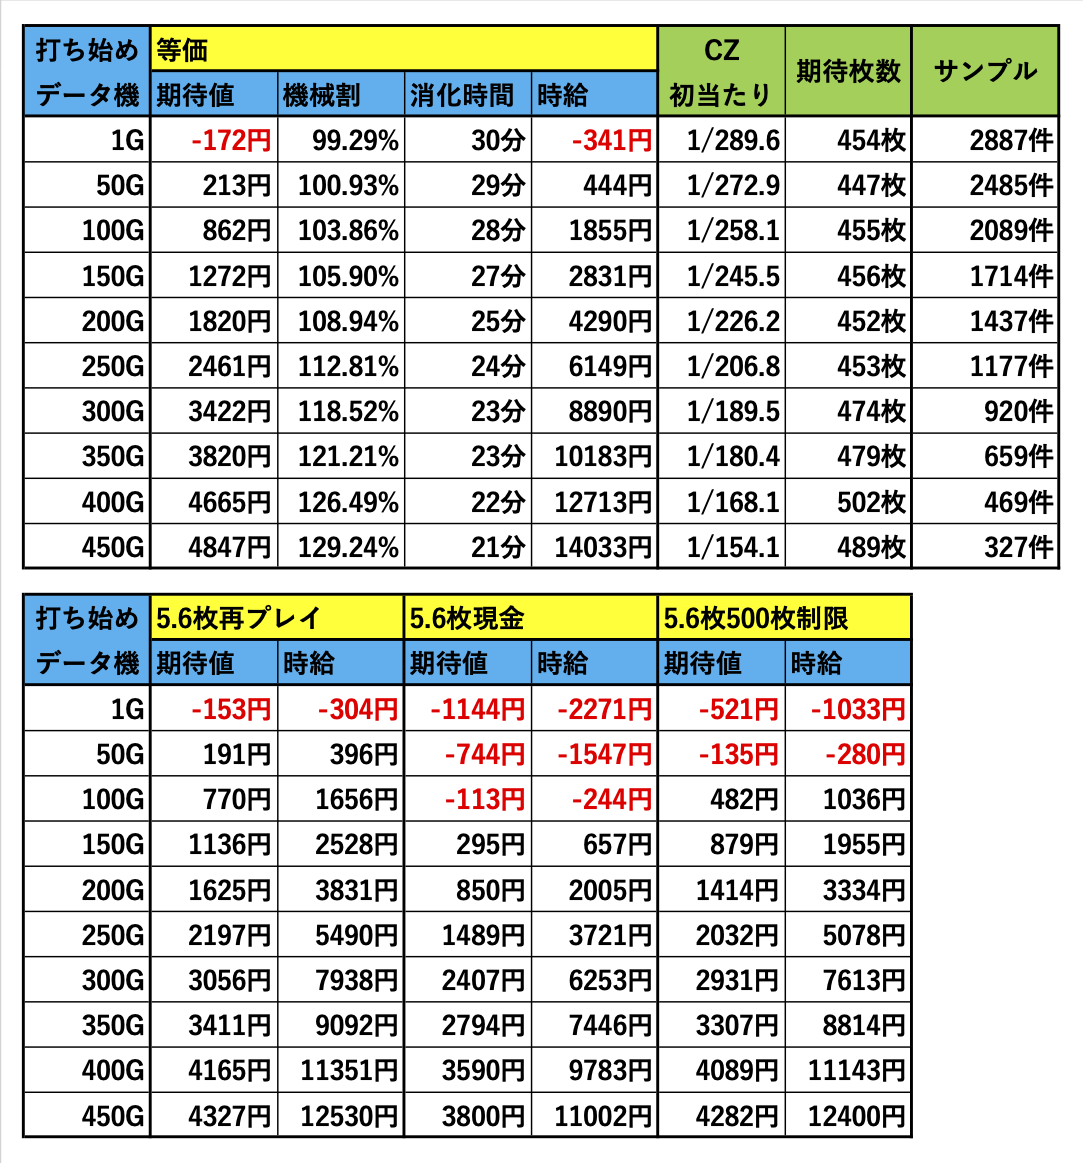 打ち始め 等価 CZ 期待枚数 サンプル
データ機 期待値 機械割 消化時間 時給 初当たり
1G -172円 99.29% 30分 -341円 1/289.6 454枚 2887件
50G 213円 100.93% 29分 444円 1/272.9 447枚 2485件
100G 862円 103.86% 28分 1855円 1/258.1 455枚 2089件
150G 1272円 105.90% 27分 2831円 1/245.5 456枚 1714件
200G 1820円 108.94% 25分 4290円 1/226.2 452枚 1437件
250G 2461円 112.81% 24分 6149円 1/206.8 453枚 1177件
300G 3422円 118.52% 23分 8890円 1/189.5 474枚 920件
350G 3820円 121.21% 23分 10183円 1/180.4 479枚 659件
400G 4665円 126.49% 22分 12713円 1/168.1 502枚 469件
450G 4847円 129.24% 21分 14033円 1/154.1 489枚 327件
打ち始め 5.6枚再プレイ 5.6枚現金 5.6枚500枚制限
データ機 期待値 時給 期待値 時給 期待値 時給
1G -153円 -304円 -1144円 -2271円 -521円 -1033円
50G 191円 396円 -744円 -1547円 -135円 -280円
100G 770円 1656円 -113円 -244円 482円 1036円
150G 1136円 2528円 295円 657円 879円 1955円
200G 1625円 3831円 850円 2005円 1414円 3334円
250G 2197円 5490円 1489円 3721円 2032円 5078円
300G 3056円 7938円 2407円 6253円 2931円 7613円
350G 3411円 9092円 2794円 7446円 3307円 8814円
400G 4165円 11351円 3590円 9783円 4089円 11143円
450G 4327円 12530円 3800円 11002円 4282円 12400円